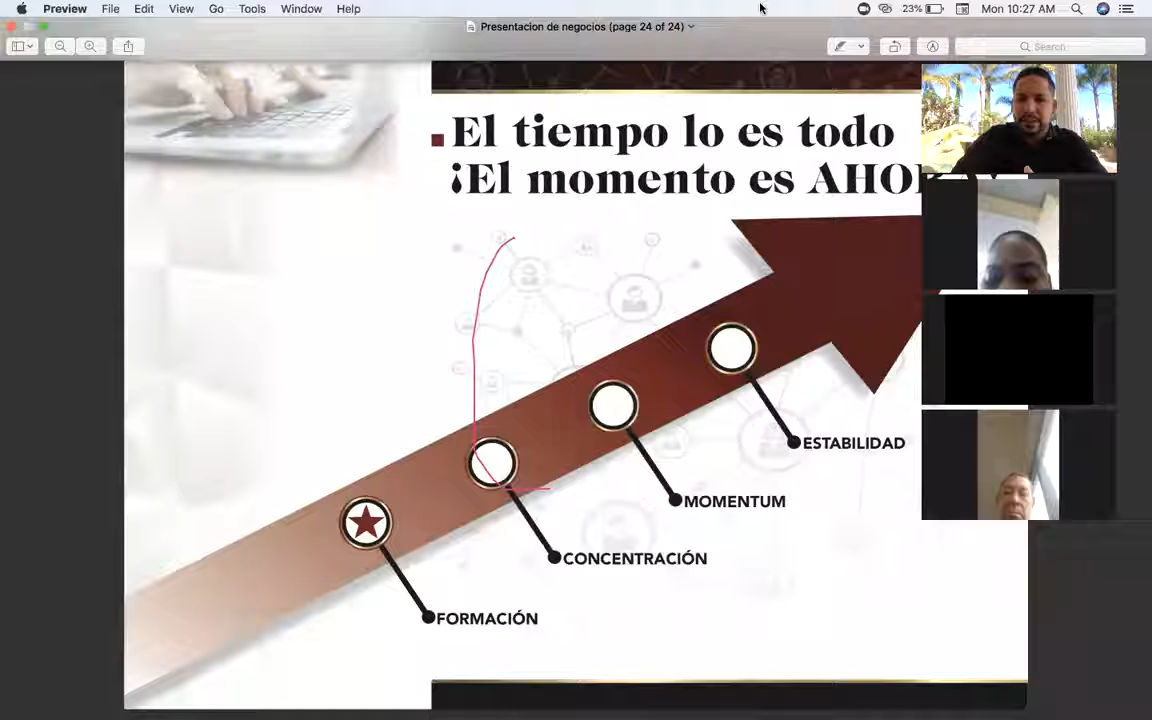 Preview File Edit View Go Tools Window Help 23% Mon 10:27 AM
Presentacion de negocios (page 24 of 24)
Search
El tiempo lo es todo
¡El momento es AHO
ESTABILIDAD
MOMENTUM
CONCENTRACIÓN
FORMACIÓN